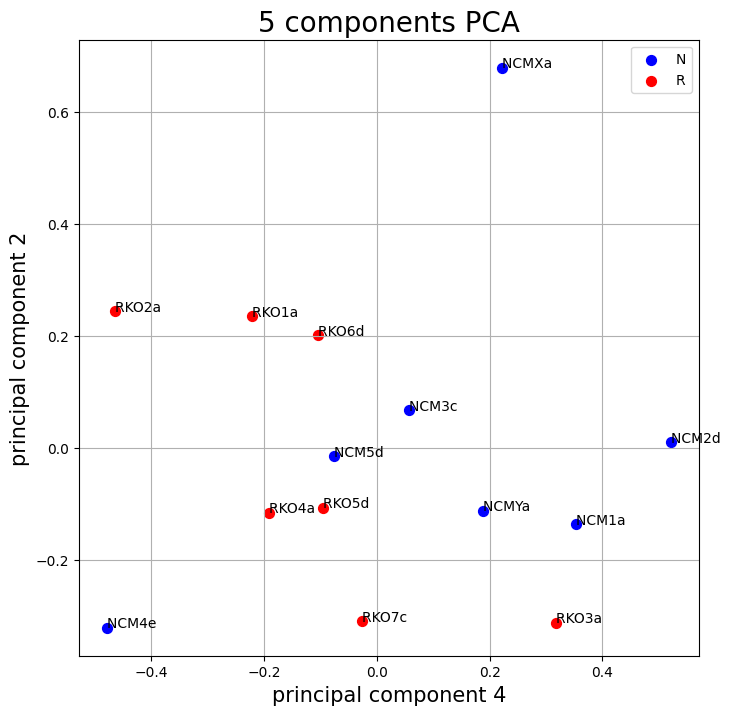 5 components PCA
N
R
NCMXa
0.6
0.4
RKO2a
RKO1a
RKO6d
0.2
NCM3c
NCM2d
0.0
NCM5d
RKO4a
RKO5d
NCMYa
NCM1a
−0.2
NCM4e
RKO7c
RKO3a
principal component 2
−0.4
−0.2
0.0
0.2
0.4
principal component 4